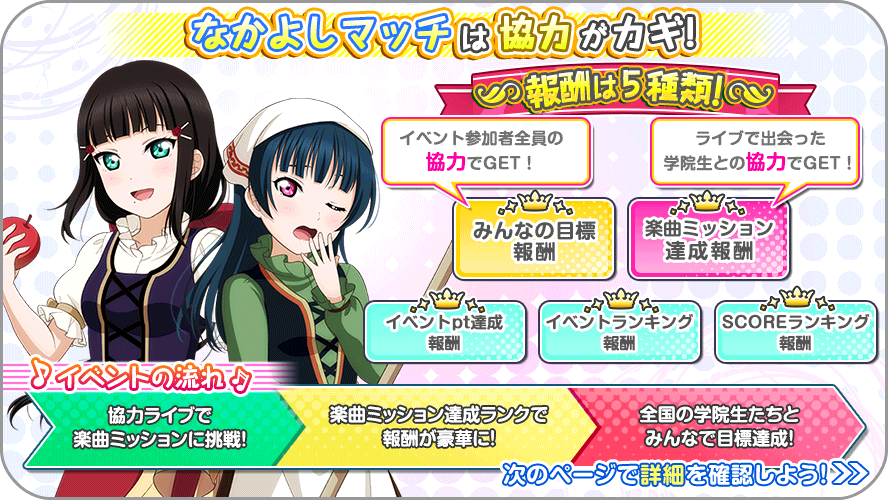 なかよしマッチは協力がカギ!
報酬は5種類!
イベント参加者全員の
協力でGET!
ライブで出会った
学院生との協力でGET!
みんなの目標
報酬
楽曲ミッション
達成報酬
イベントpt達成
報酬
イベントランキング
報酬
SCOREランキング
報酬
♪イベントの流れ♪
協力ライブで
楽曲ミッションに挑戦!
楽曲ミッション達成ランクで
報酬が豪華に!
全国の学院生たちと
みんなで目標達成!
次のページで詳細を確認しよう!>>